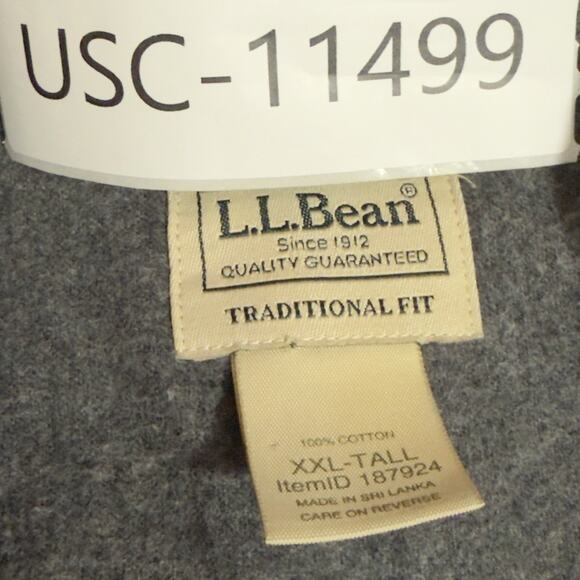 USC-11499
L.L.Bean®
Since 1912
QUALITY GUARANTEED
TRADITIONAL FIT
100% COTTON
XXL-TALL
ItemID 187924
MADE IN SRI LANKA
CARE ON REVERSE